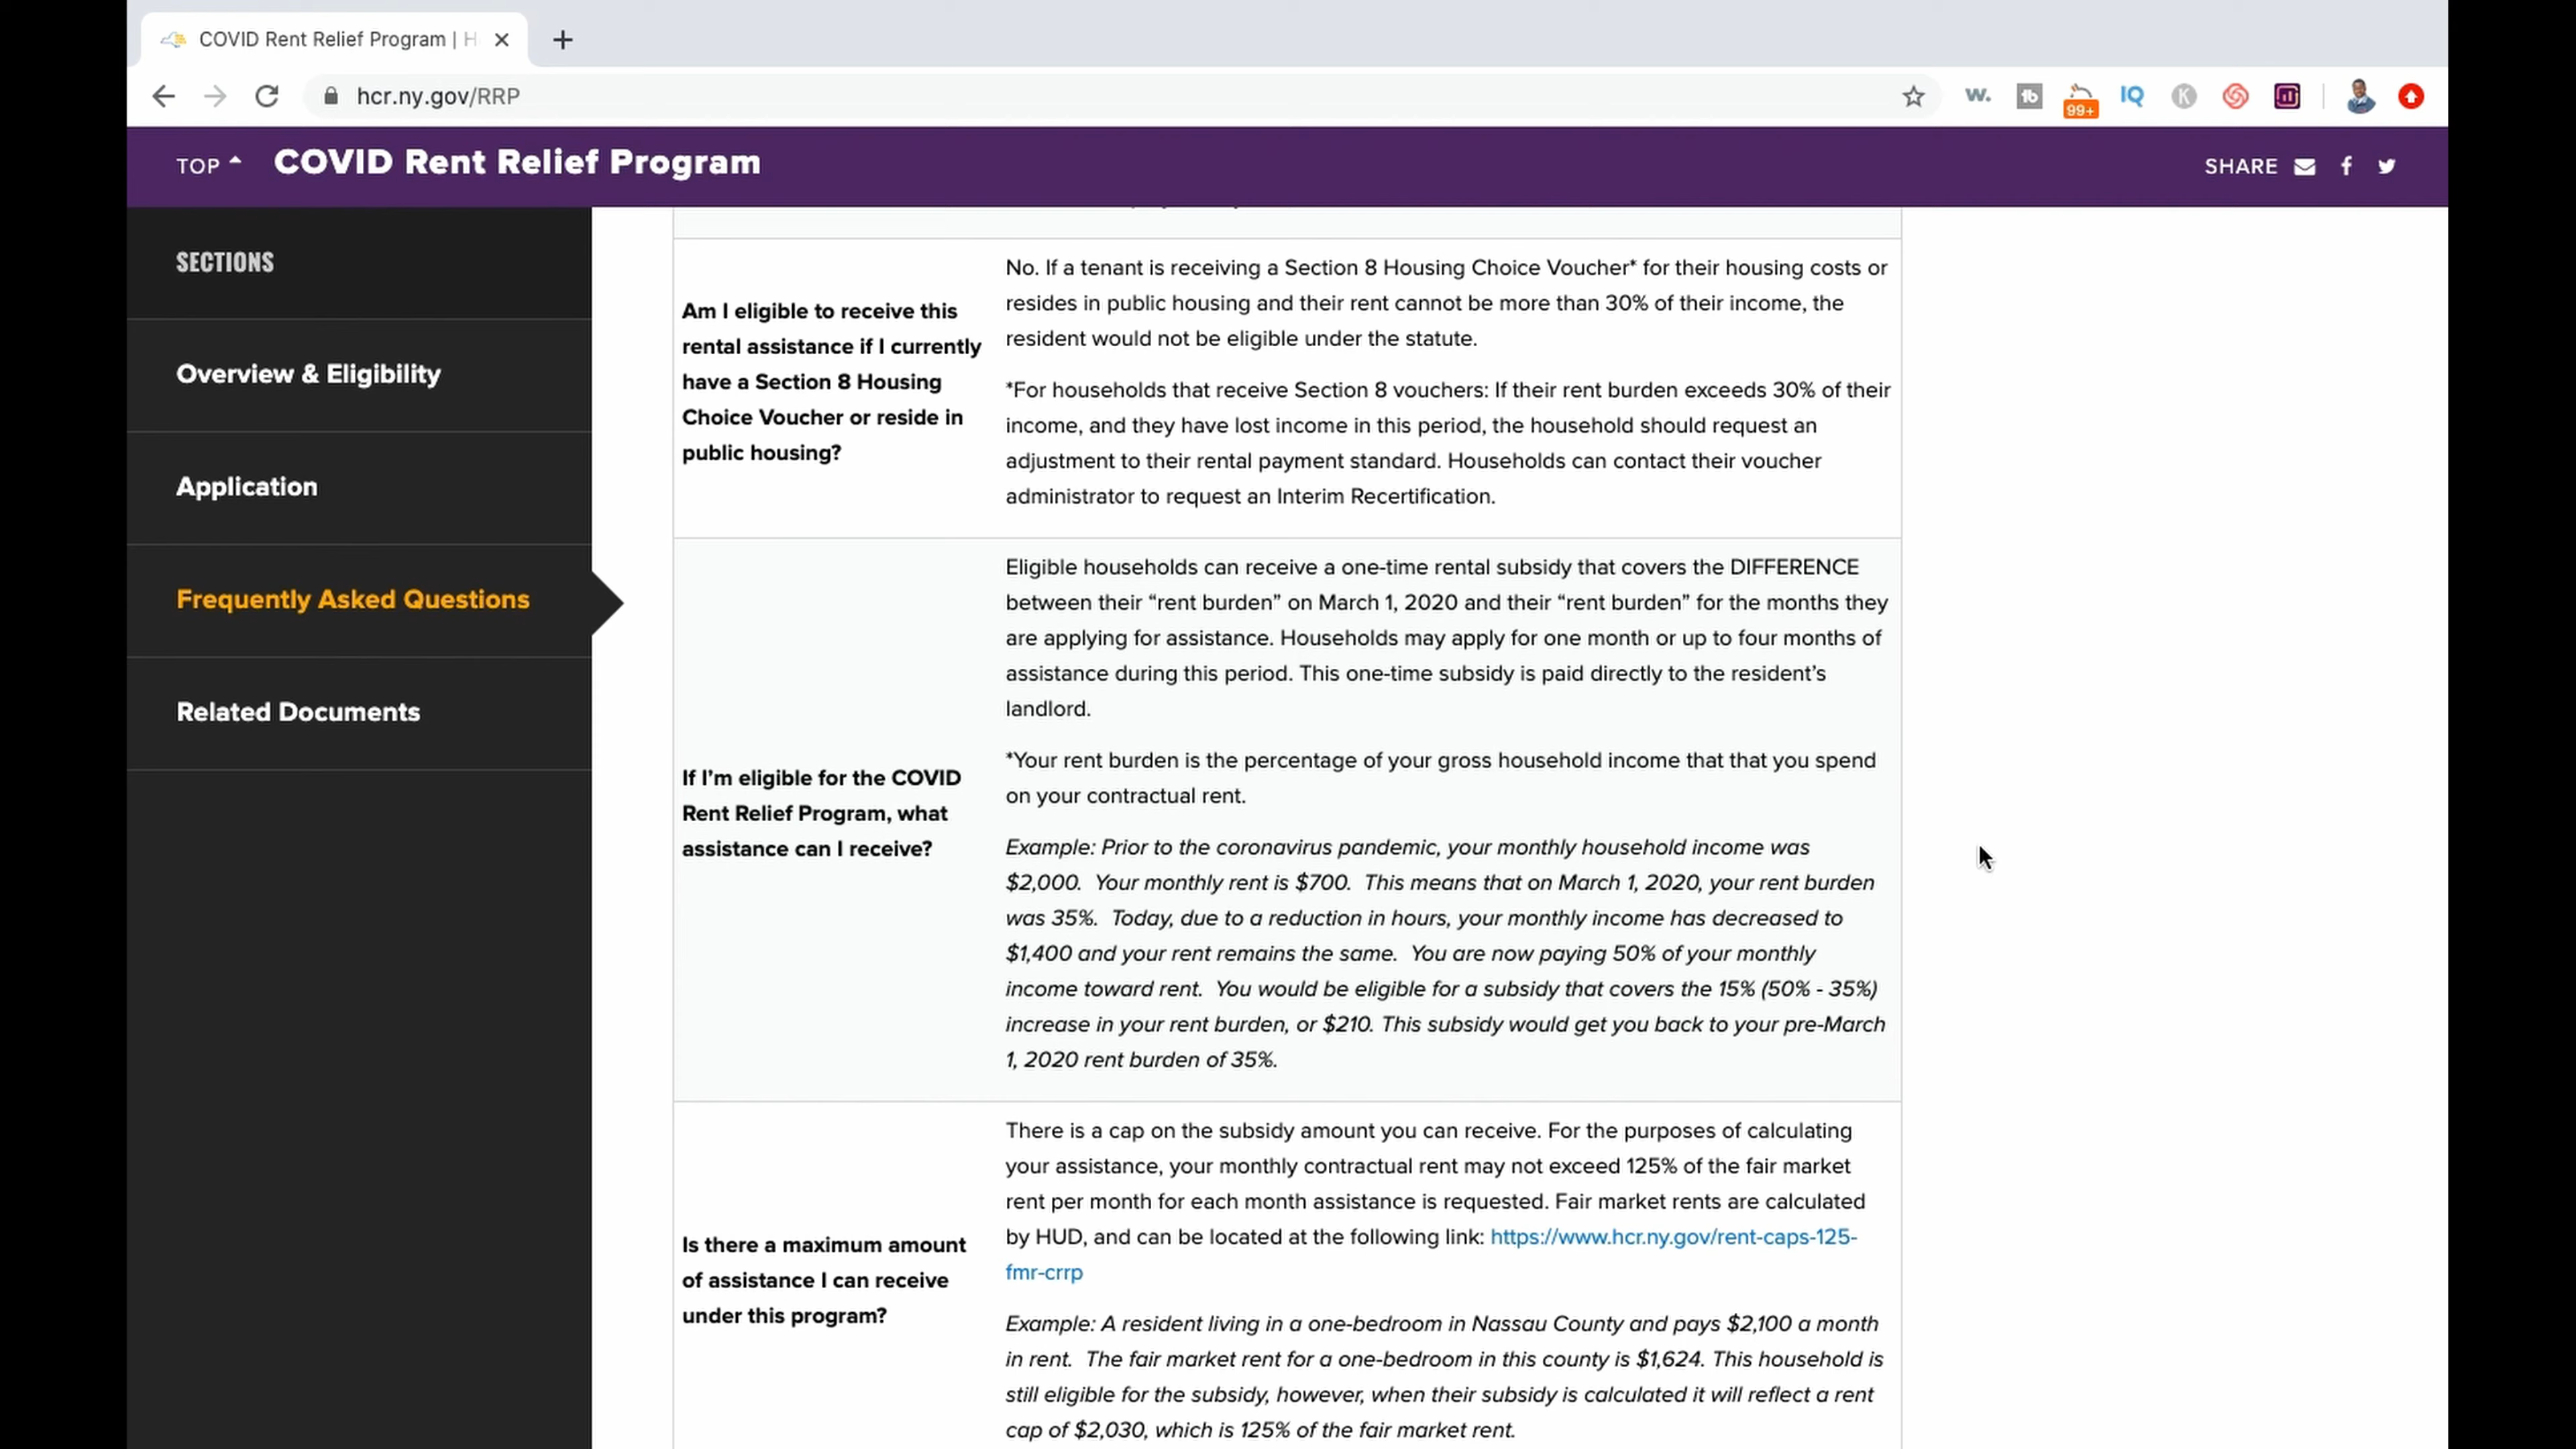 COVID Rent Relief Program | H
hcr.ny.gov/RRP
w.
tb
99+
IQ
K
TOP
COVID Rent Relief Program
SHARE
SECTIONS
Overview & Eligibility
Application
Frequently Asked Questions
Related Documents
Am I eligible to receive this
rental assistance if I currently
have a Section 8 Housing
Choice Voucher or reside in
public housing?
No. If a tenant is receiving a Section 8 Housing Choice Voucher* for their housing costs or
resides in public housing and their rent cannot be more than 30% of their income, the
resident would not be eligible under the statute.
*For households that receive Section 8 vouchers: If their rent burden exceeds 30% of their
income, and they have lost income in this period, the household should request an
adjustment to their rental payment standard. Households can contact their voucher
administrator to request an Interim Recertification.
If I'm eligible for the COVID
Rent Relief Program, what
assistance can I receive?
Eligible households can receive a one-time rental subsidy that covers the DIFFERENCE
between their “rent burden” on March 1, 2020 and their “rent burden” for the months they
are applying for assistance. Households may apply for one month or up to four months of
assistance during this period. This one-time subsidy is paid directly to the resident’s
landlord.
*Your rent burden is the percentage of your gross household income that that you spend
on your contractual rent.
Example: Prior to the coronavirus pandemic, your monthly household income was
$2,000. Your monthly rent is $700. This means that on March 1, 2020, your rent burden
was 35%. Today, due to a reduction in hours, your monthly income has decreased to
$1,400 and your rent remains the same. You are now paying 50% of your monthly
income toward rent. You would be eligible for a subsidy that covers the 15% (50% - 35%)
increase in your rent burden, or $210. This subsidy would get you back to your pre-March
1, 2020 rent burden of 35%.
Is there a maximum amount
of assistance I can receive
under this program?
There is a cap on the subsidy amount you can receive. For the purposes of calculating
your assistance, your monthly contractual rent may not exceed 125% of the fair market
rent per month for each month assistance is requested. Fair market rents are calculated
by HUD, and can be located at the following link: https://www.hcr.ny.gov/rent-caps-125-
fmr-crrp
Example: A resident living in a one-bedroom in Nassau County and pays $2,100 a month
in rent. The fair market rent for a one-bedroom in this county is $1,624. This household is
still eligible for the subsidy, however, when their subsidy is calculated it will reflect a rent
cap of $2,030, which is 125% of the fair market rent.